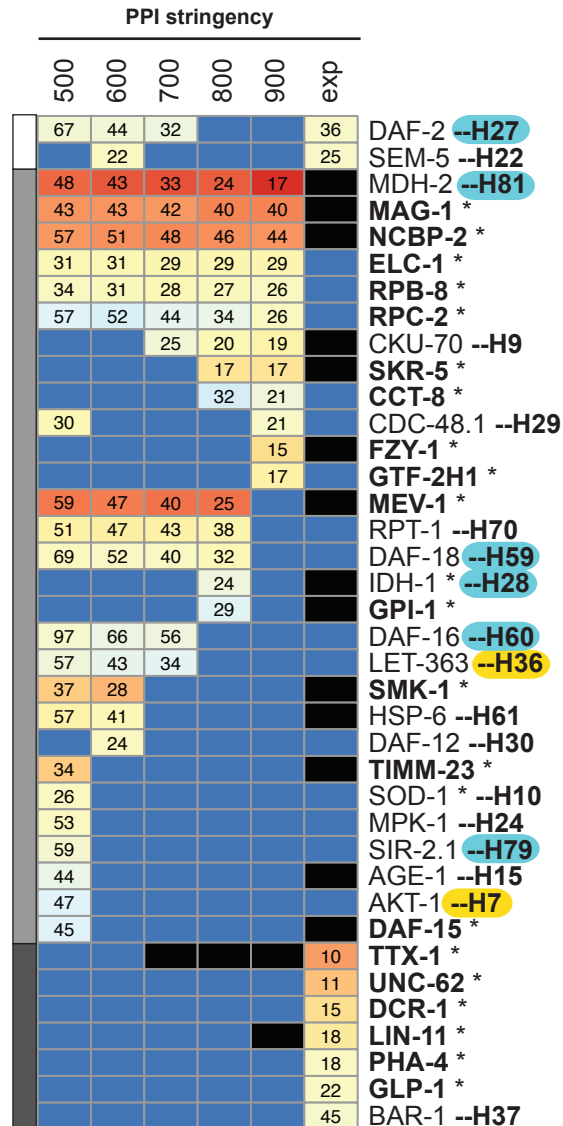 PPI stringency
500 600 700 800 900 exp
67 44 32 36 DAF-2 --H27
22 25 SEM-5 --H22
48 43 33 24 17 MDH-2 --H81
43 43 42 40 40 MAG-1 *
57 51 48 46 44 NCBP-2 *
31 31 29 29 29 ELC-1 *
34 31 28 27 26 RPB-8 *
57 52 44 34 26 RPC-2 *
25 20 19 CKU-70 --H9
17 17 SKR-5 *
32 21 CCT-8 *
30 21 CDC-48.1 --H29
15 FZY-1 *
17 GTF-2H1 *
59 47 40 25 MEV-1 *
51 47 43 38 RPT-1 --H70
69 52 40 32 DAF-18 --H59
24 IDH-1 * --H28
29 GPI-1 *
97 66 56 DAF-16 --H60
57 43 34 LET-363 --H36
37 28 SMK-1 *
57 41 HSP-6 --H61
24 DAF-12 --H30
34 TIMM-23 *
26 SOD-1 * --H10
53 MPK-1 --H24
59 SIR-2.1 --H79
44 AGE-1 --H15
47 AKT-1 --H7
45 DAF-15 *
10 TTX-1 *
11 UNC-62 *
15 DCR-1 *
18 LIN-11 *
18 PHA-4 *
22 GLP-1 *
45 BAR-1 --H37